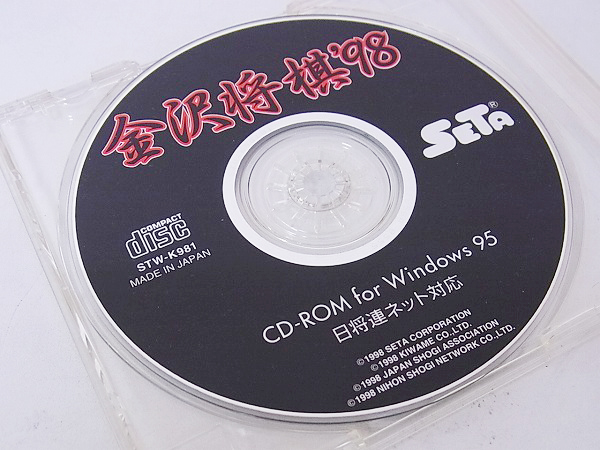 金沢将棋'98
SETA®
COMPACT
disc
STW-K981
MADE IN JAPAN
CD-ROM for Windows 95
日将連ネット対応
©1998 SETA CORPORATION
©1998 KIWAME CO.,LTD.
©1998 JAPAN SHOGI ASSOCIATION
©1998 NIHON SHOGI NETWORK CO.,LTD.